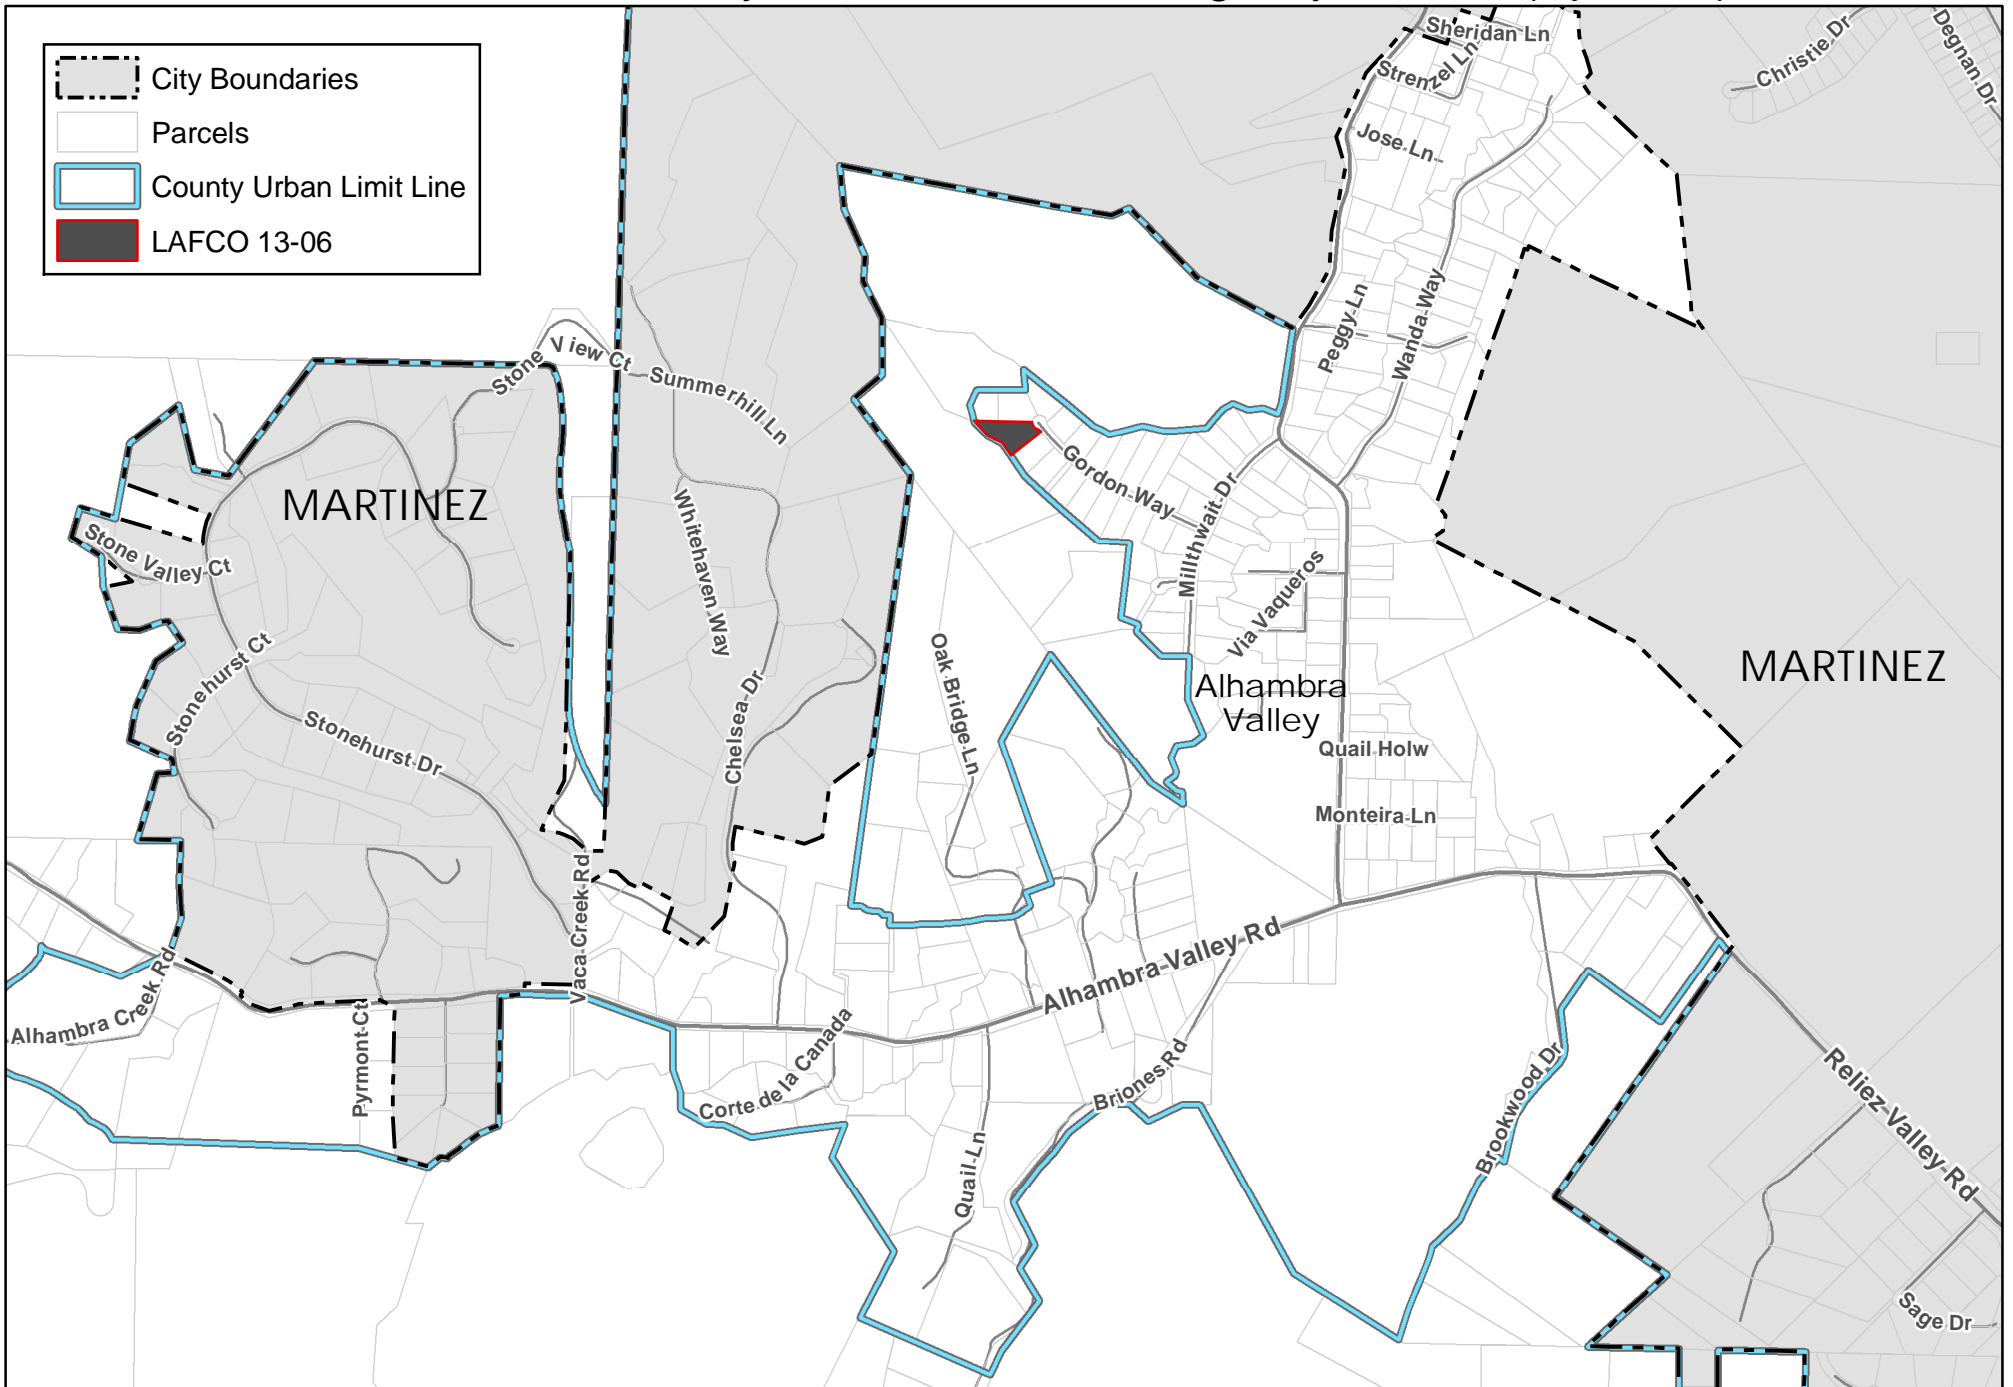 City Boundaries
Parcels
County Urban Limit Line
LAFCO 13-06
Sheridan Ln
Strenzel Ln
Christie Dr
Degnan Dr
Jose Ln
Peggy Ln
Wanda Way
Stone View Ct
Summerhill Ln
Gordon Way
Millthwait Dr
MARTINEZ
Stone Valley Ct
Whitehaven Way
Via Vaqueros
Stonehurst Ct
Oak Bridge Ln
MARTINEZ
Alhambra
Valley
Chelsea Dr
Stonehurst Dr
Quail Holw
Monteira Ln
Vaca Creek Rd
Alhambra Valley Rd
Alhambra Creek Rd
Pyrmont Ct
Corte de la Canada
Briones Rd
Brookwood Dr
Reliez Valley Rd
Quail Ln
Sage Dr